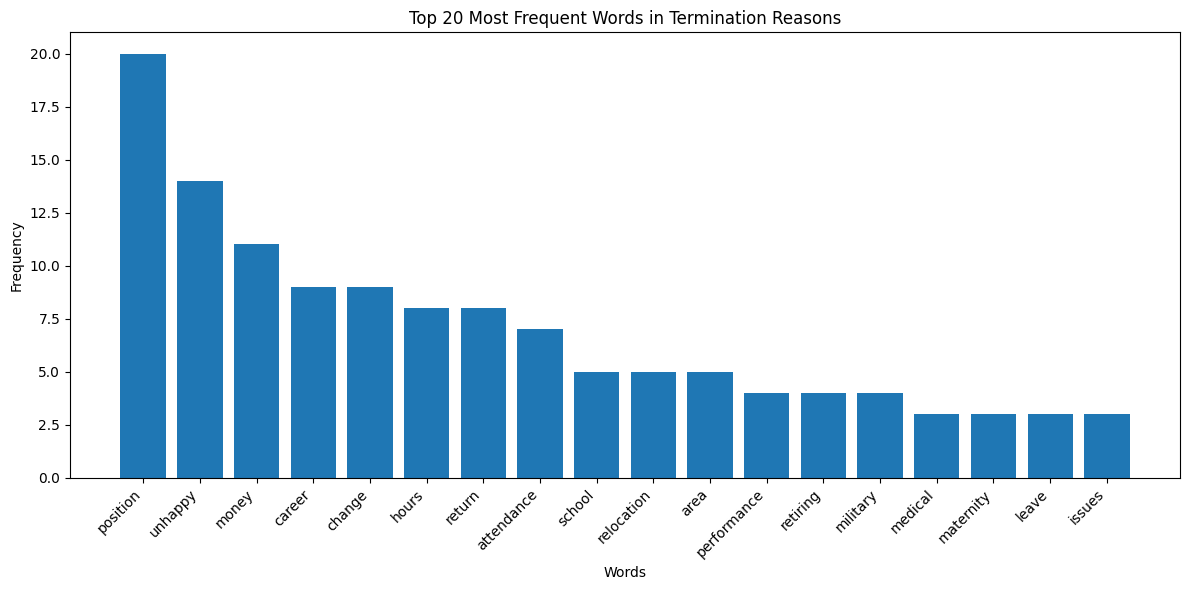 Top 20 Most Frequent Words in Termination Reasons
Frequency
20.0
17.5
15.0
12.5
10.0
7.5
5.0
2.5
0.0
position
unhappy
money
career
change
hours
return
attendance
school
relocation
area
performance
retiring
military
medical
maternity
leave
issues
Words